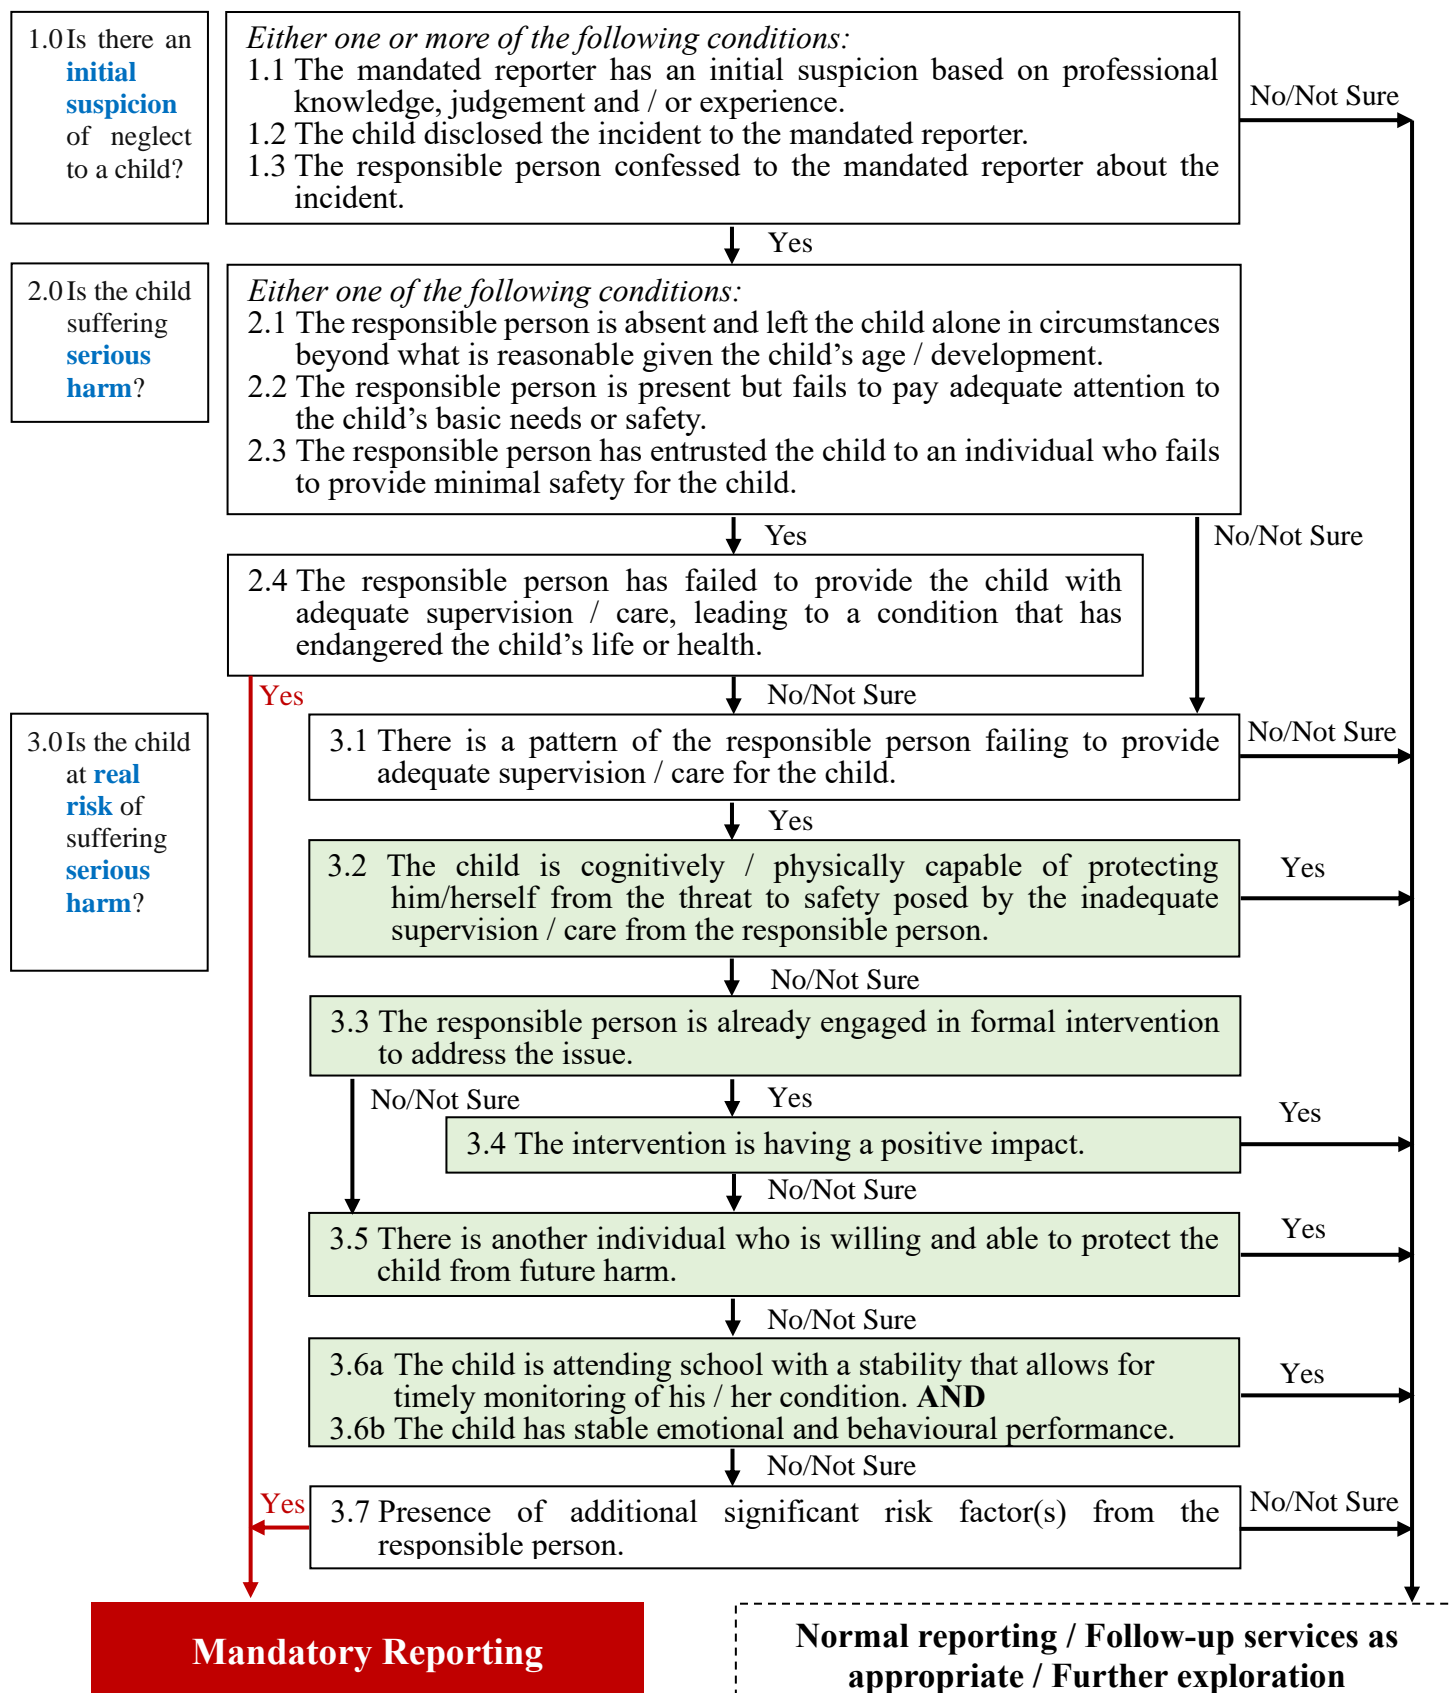 1.0 Is there an
initial
suspicion
of neglect
to a child?
Either one or more of the following conditions:
1.1 The mandated reporter has an initial suspicion based on professional
knowledge, judgement and / or experience.
1.2 The child disclosed the incident to the mandated reporter.
1.3 The responsible person confessed to the mandated reporter about the
incident.
No/Not Sure
Yes
2.0 Is the child
suffering
serious
harm?
Either one of the following conditions:
2.1 The responsible person is absent and left the child alone in circumstances
beyond what is reasonable given the child’s age / development.
2.2 The responsible person is present but fails to pay adequate attention to
the child’s basic needs or safety.
2.3 The responsible person has entrusted the child to an individual who fails
to provide minimal safety for the child.
Yes
No/Not Sure
2.4 The responsible person has failed to provide the child with
adequate supervision / care, leading to a condition that has
endangered the child’s life or health.
Yes
No/Not Sure
3.0 Is the child
at real
risk of
suffering
serious
harm?
3.1 There is a pattern of the responsible person failing to provide
adequate supervision / care for the child.
No/Not Sure
Yes
3.2 The child is cognitively / physically capable of protecting
him/herself from the threat to safety posed by the inadequate
supervision / care from the responsible person.
Yes
No/Not Sure
3.3 The responsible person is already engaged in formal intervention
to address the issue.
No/Not Sure
Yes
3.4 The intervention is having a positive impact.
Yes
No/Not Sure
3.5 There is another individual who is willing and able to protect the
child from future harm.
Yes
No/Not Sure
3.6a The child is attending school with a stability that allows for
timely monitoring of his / her condition. AND
3.6b The child has stable emotional and behavioural performance.
Yes
No/Not Sure
Yes
3.7 Presence of additional significant risk factor(s) from the
responsible person.
No/Not Sure
Mandatory Reporting
Normal reporting / Follow-up services as
appropriate / Further exploration